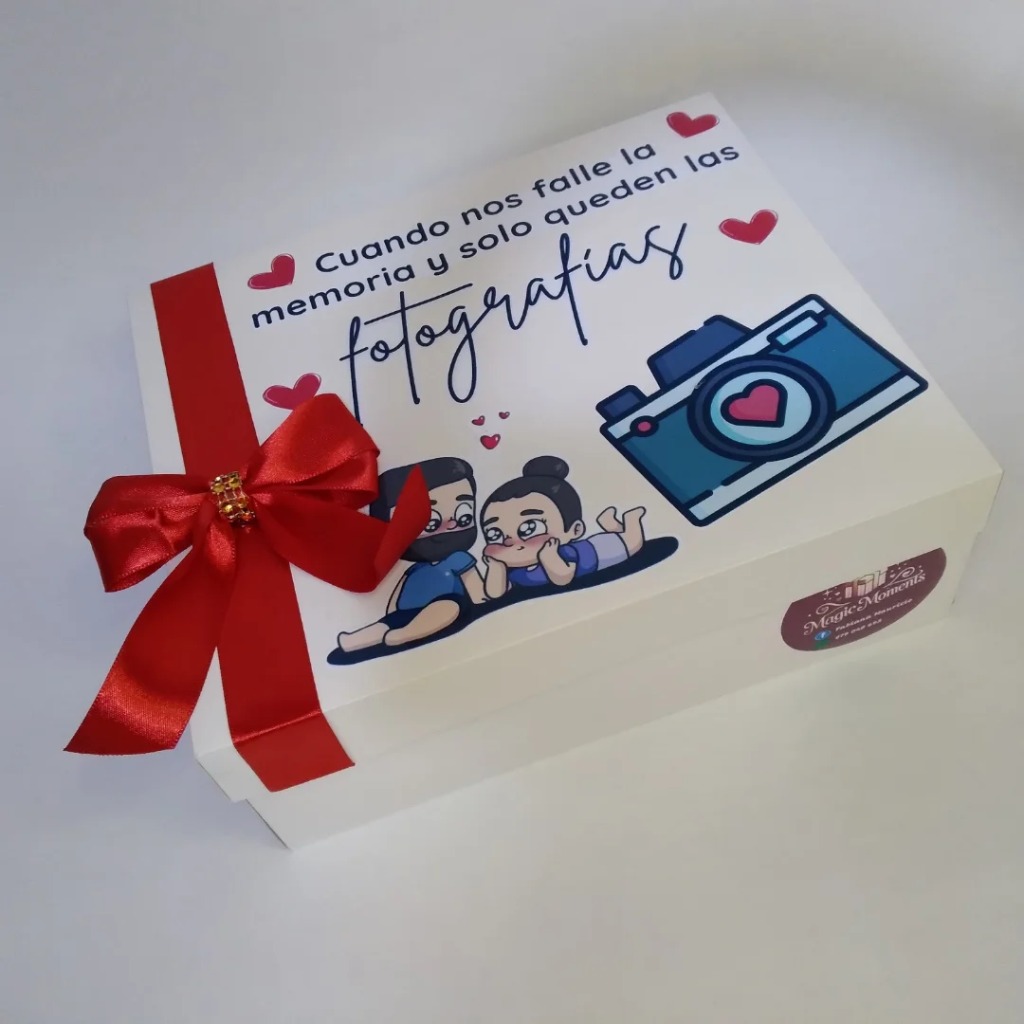 Cuando nos falle la
memoria y solo queden las
fotografías
Magic Moments